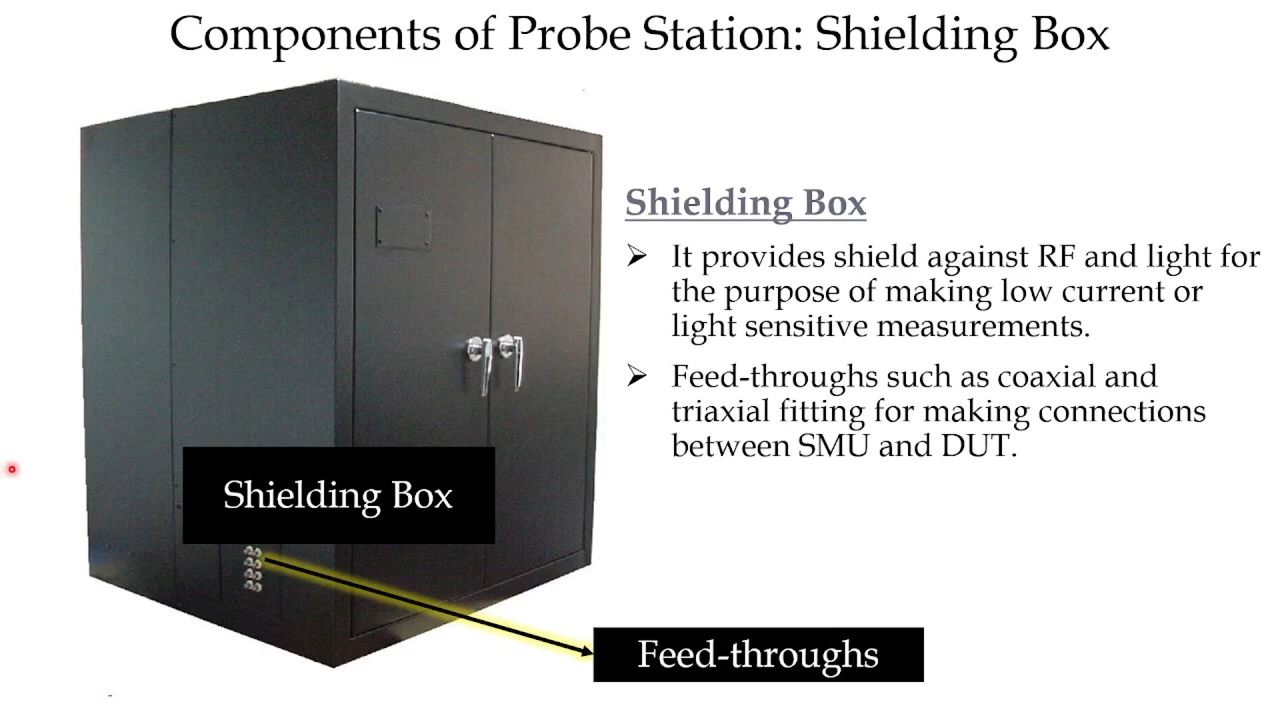 Components of Probe Station: Shielding Box
Shielding Box
➢ It provides shield against RF and light for
the purpose of making low current or
light sensitive measurements.
➢ Feed-throughs such as coaxial and
triaxial fitting for making connections
between SMU and DUT.
Shielding Box
Feed-throughs